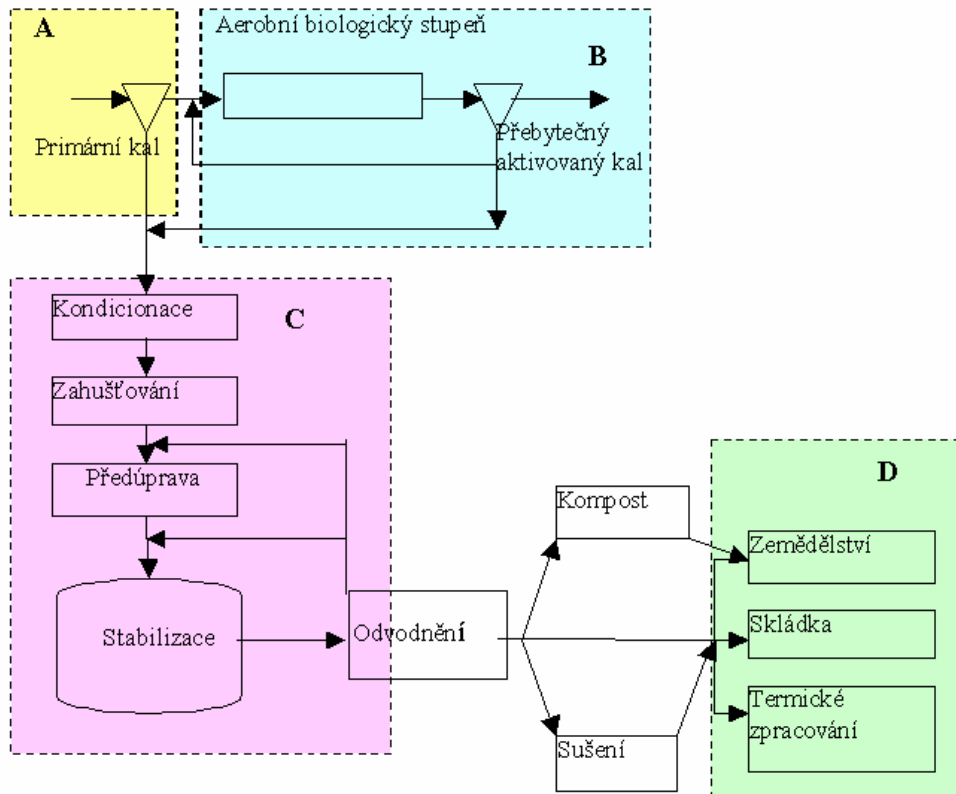 A
Aerobní biologický stupeň
B
Primární kal
Přebytečný
aktivovaný kal
Kondicionace
C
Zahušťování
Předúprava
Stabilizace
Odvodnění
Kompost
Sušení
D
Zemědělství
Skládka
Termické
zpracování